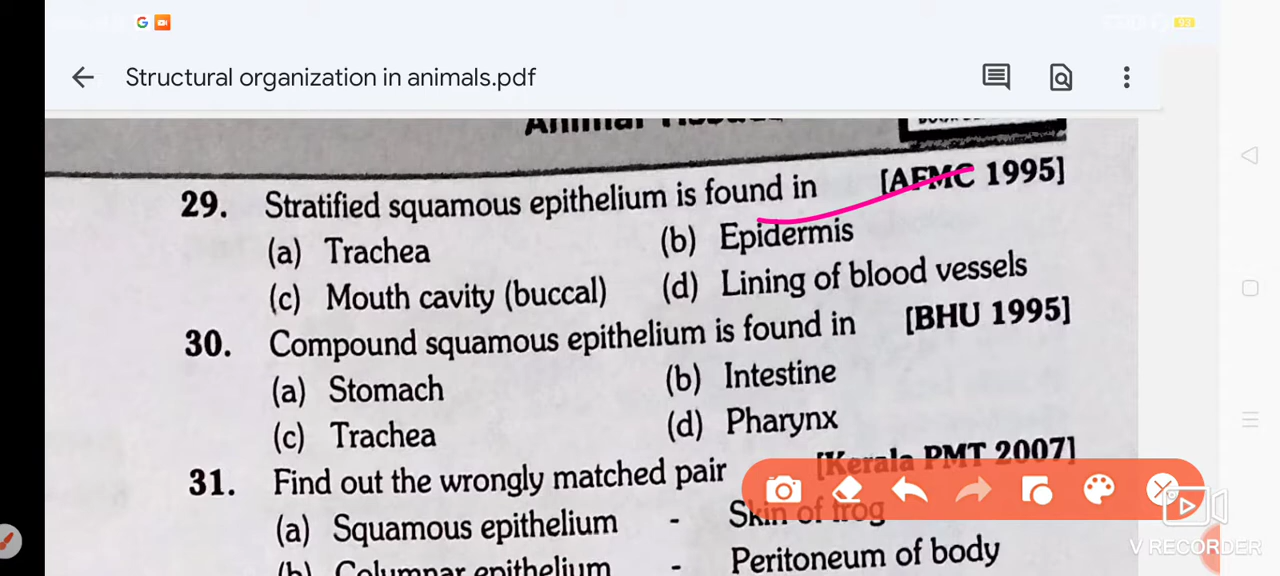 Structural organization in animals.pdf
29. Stratified squamous epithelium is found in [AFMC 1995]
(a) Trachea (b) Epidermis
(c) Mouth cavity (buccal) (d) Lining of blood vessels
30. Compound squamous epithelium is found in [BHU 1995]
(a) Stomach (b) Intestine
(c) Trachea (d) Pharynx
31. Find out the wrongly matched pair [Kerala PMT 2007]
(a) Squamous epithelium - Skin of frog
(b) Columnar epithelium - Peritoneum of body
V RECORDER